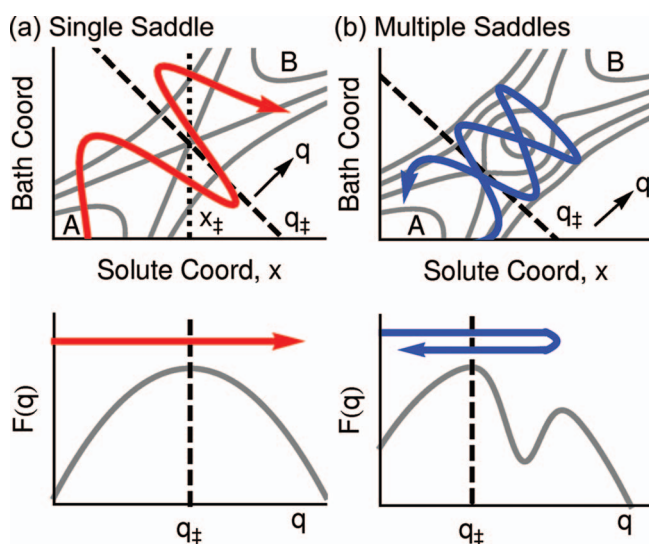 (a) Single Saddle
Bath Coord
A
B
q
x‡
q‡
Solute Coord, x
F(q)
q‡
q
(b) Multiple Saddles
Bath Coord
A
B
q‡
q
Solute Coord, x
F(q)
q‡
q